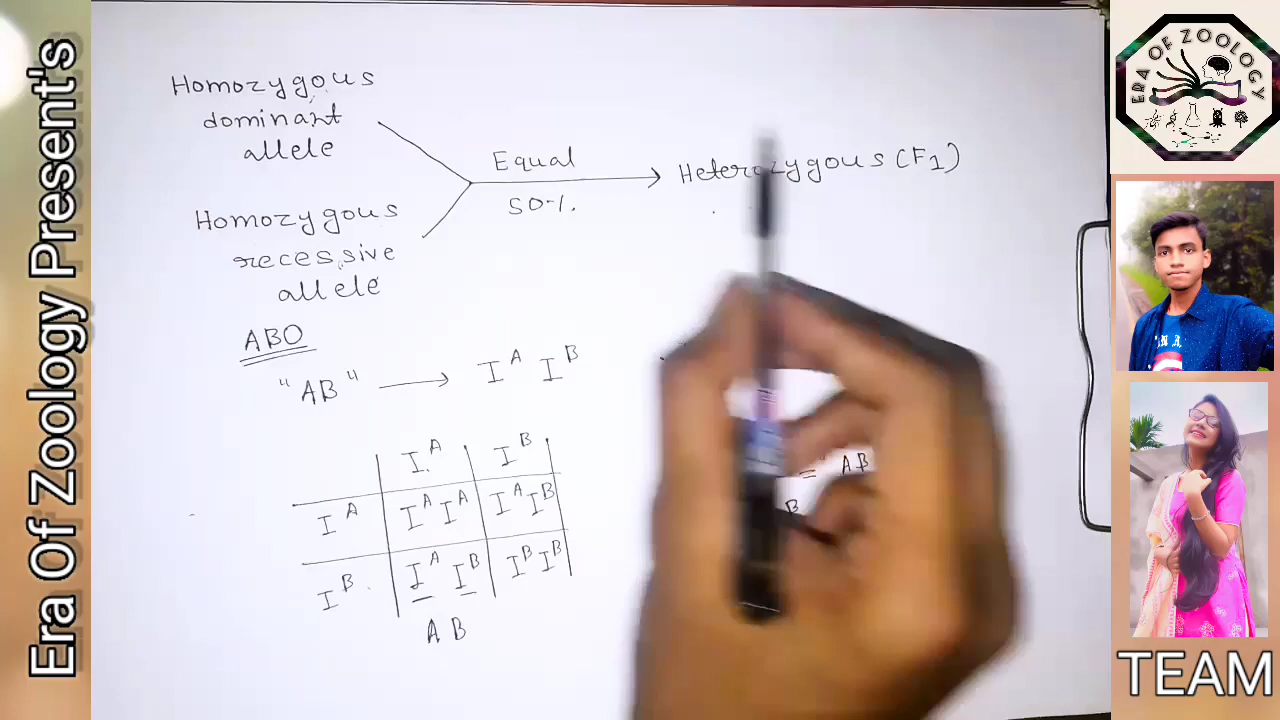 Era Of Zoology Present's
Homozygous
dominant
allele
Homozygous
recessive
allele
Equal
50%
Heterozygous (F1)
ABO
"AB" → I^A I^B
I^A I^B
I^A I^A I^A I^A I^B
I^B I^A I^B I^B I^B
AB
= "AB
B
ERA OF ZOOLOGY
TEAM